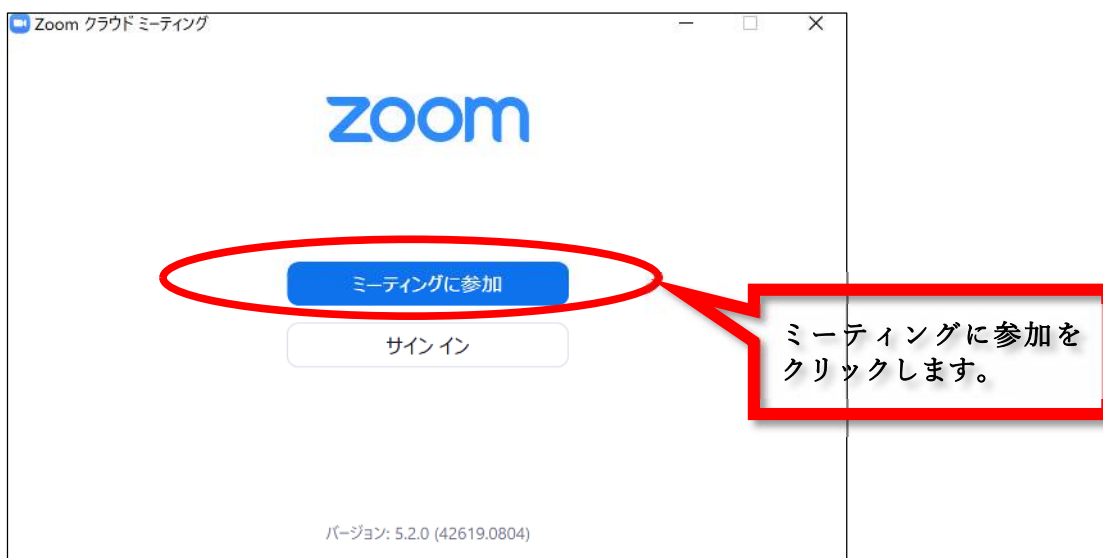 Zoom クラウド ミーティング
zoom
ミーティングに参加
サイン イン
ミーティングに参加を
クリックします。
バージョン: 5.2.0 (42619.0804)